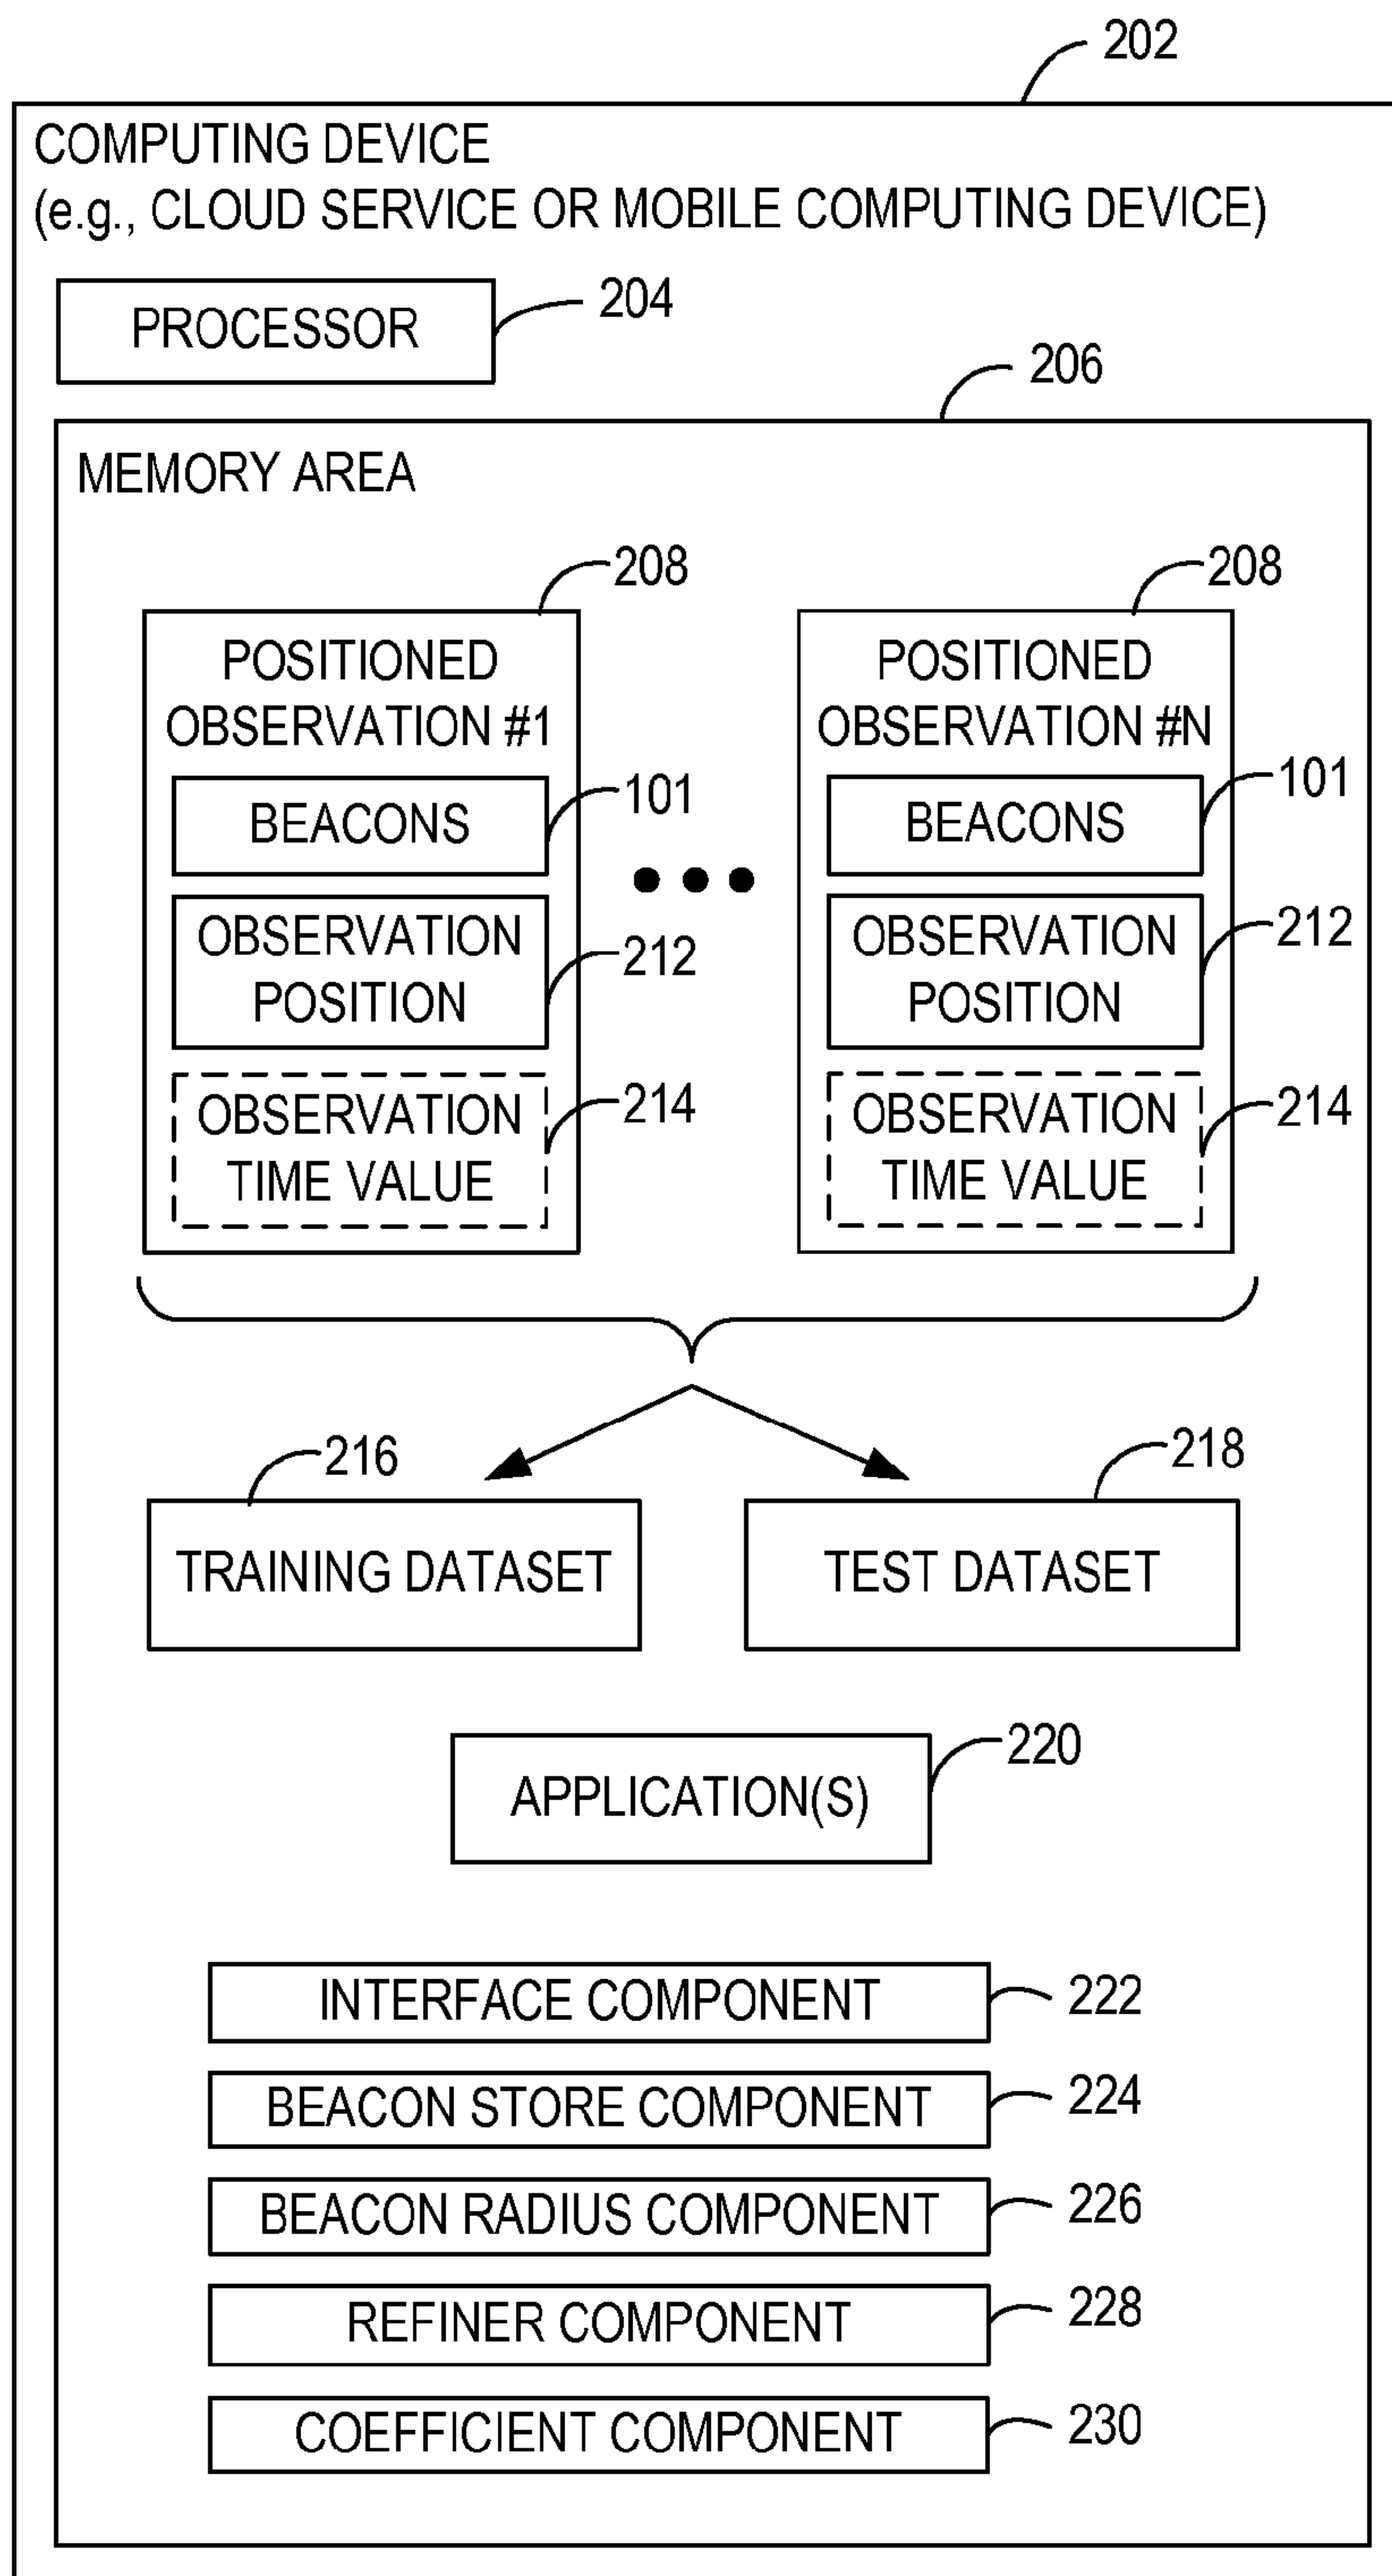 202
COMPUTING DEVICE
(e.g., CLOUD SERVICE OR MOBILE COMPUTING DEVICE)
PROCESSOR
204
206
MEMORY AREA
208
POSITIONED
OBSERVATION #1
BEACONS
101
OBSERVATION
POSITION
212
OBSERVATION
TIME VALUE
214
208
POSITIONED
OBSERVATION #N
BEACONS
101
OBSERVATION
POSITION
212
OBSERVATION
TIME VALUE
214
216
TRAINING DATASET
218
TEST DATASET
220
APPLICATION(S)
INTERFACE COMPONENT
222
BEACON STORE COMPONENT
224
BEACON RADIUS COMPONENT
226
REFINER COMPONENT
228
COEFFICIENT COMPONENT
230